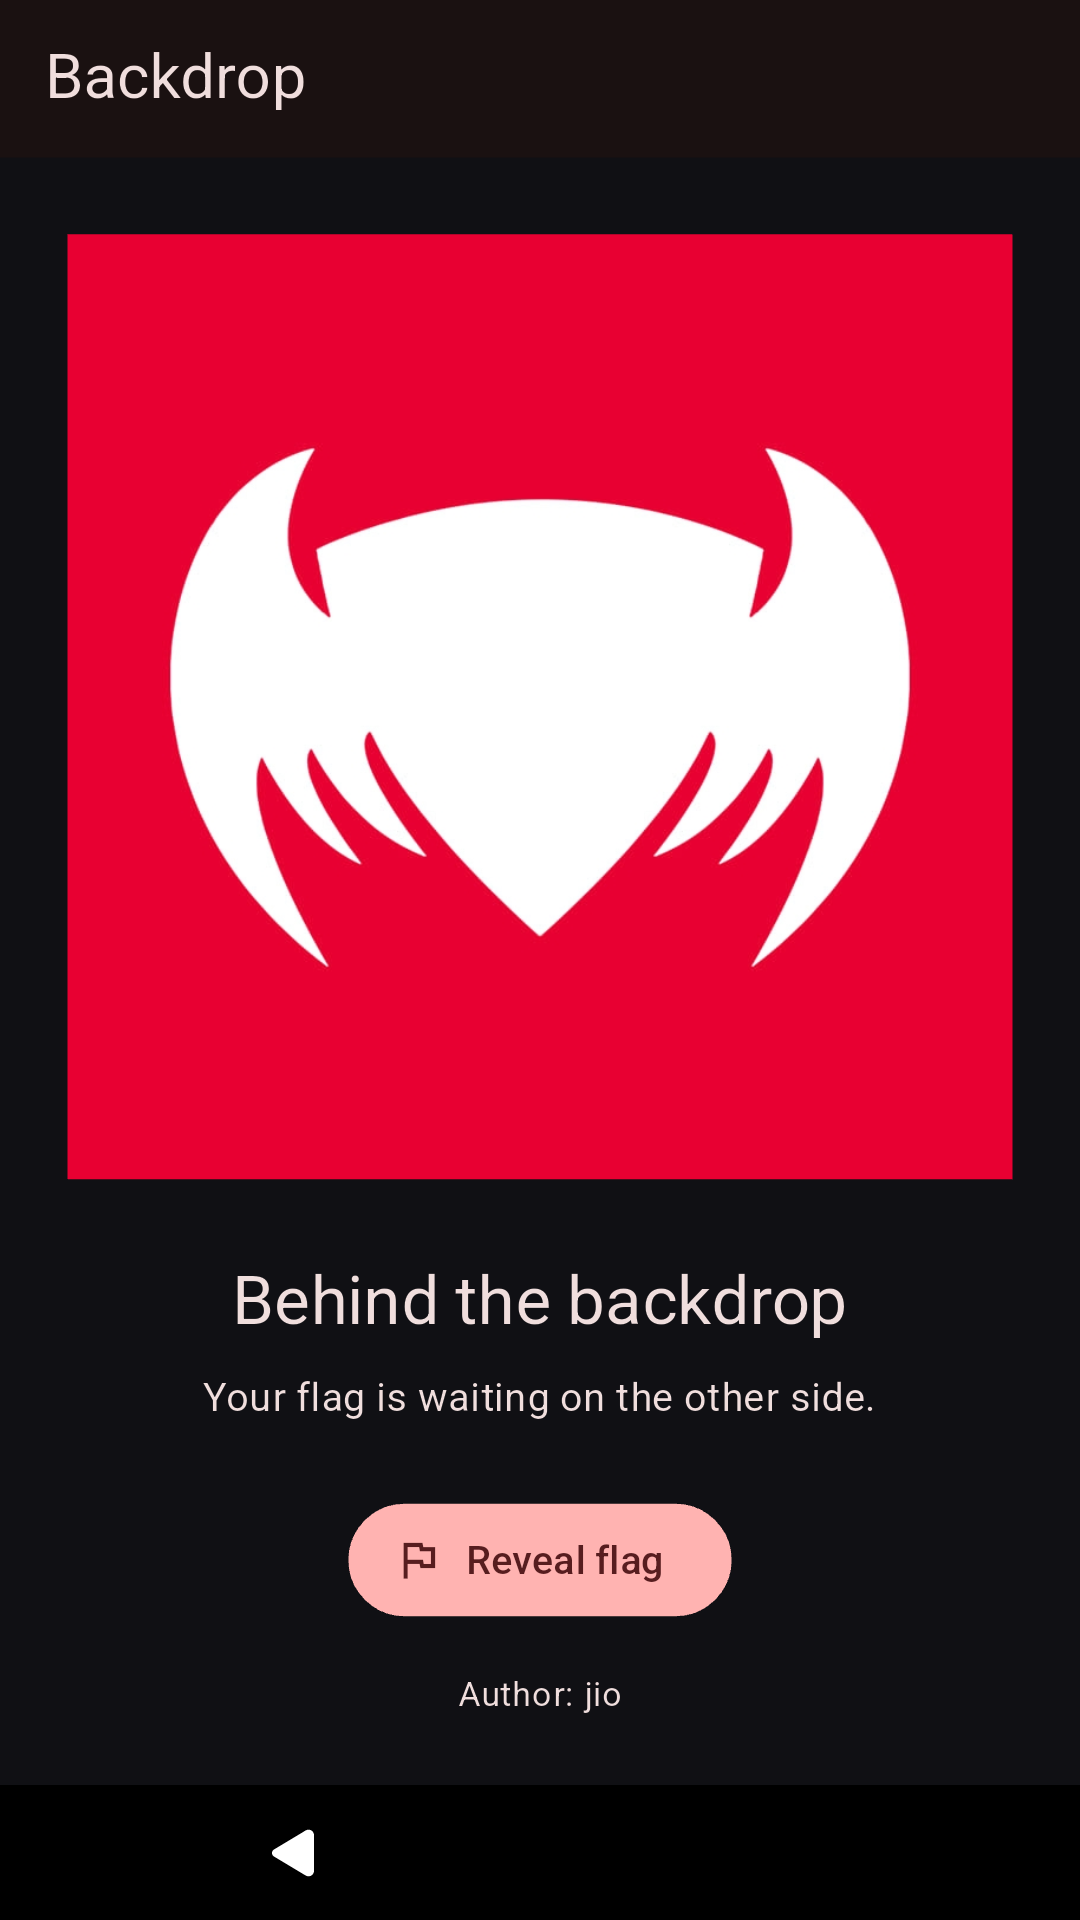 Backdrop
Behind the backdrop
Your flag is waiting on the other side.
Reveal flag
Author: jio